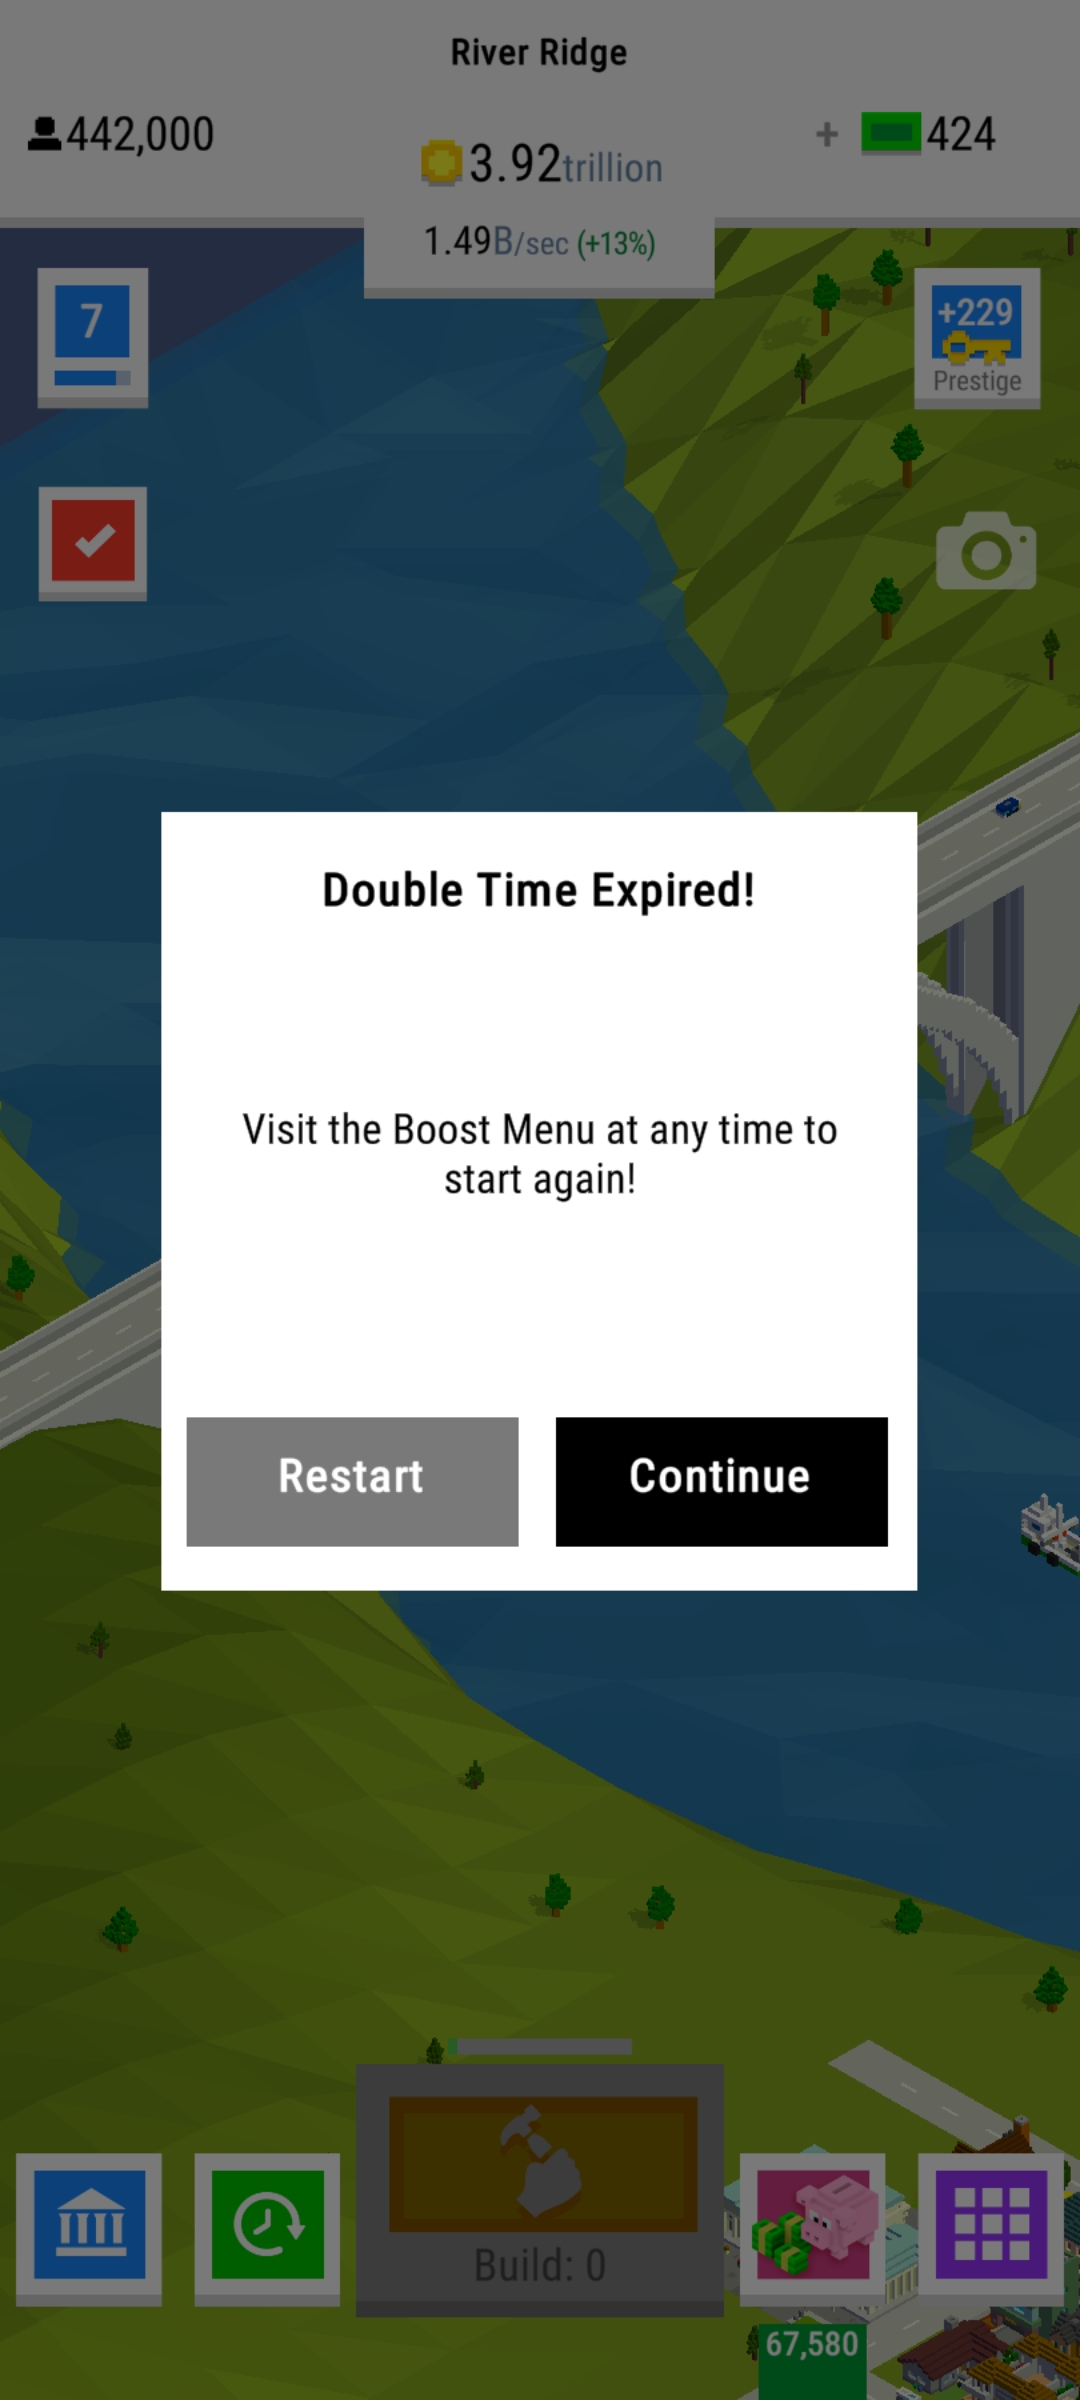 River Ridge
442,000
3.92trillion
+ 424
1.49B/sec (+13%)
7
+229
Prestige
Double Time Expired!
Visit the Boost Menu at any time to
start again!
Restart
Continue
Build: 0
67,580